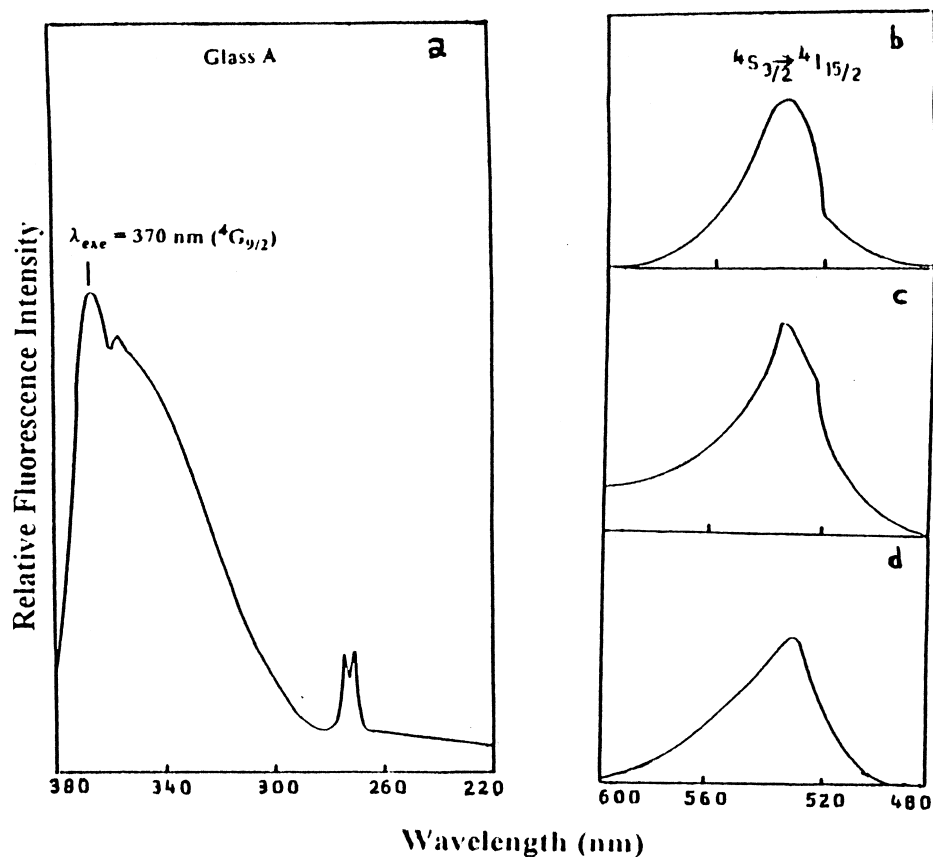 Glass A
a
λexe = 370 nm (⁴G9/2)
Relative Fluorescence Intensity
380 340 300 260 220
b
⁴S3/2→⁴I15/2
c
d
600 560 520 480
Wavelength (nm)